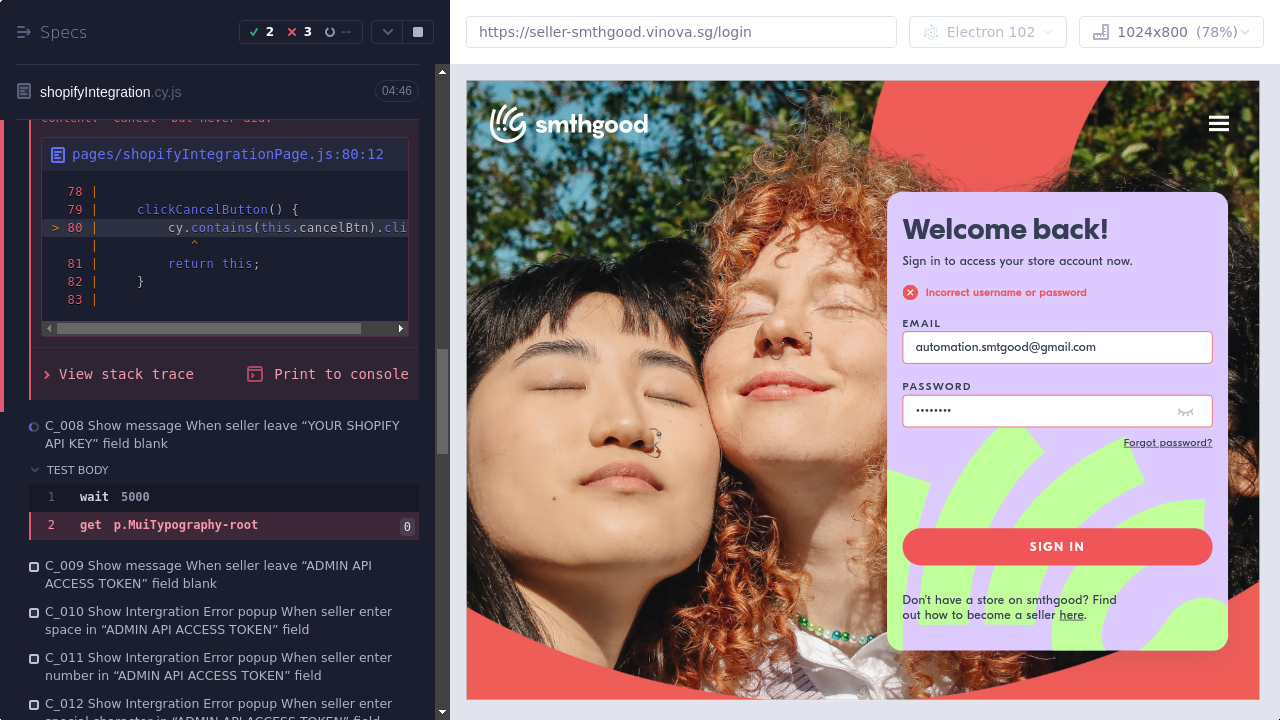 Specs
2
3
--
https://seller-smthgood.vinova.sg/login
Electron 102
1024x800 (78%)
shopifyIntegration.cy.js
04:46
content: 'Cancel' but never did.
pages/shopifyIntegrationPage.js:80:12
78 |
79 | clickCancelButton() {
> 80 | cy.contains(this.cancelBtn).cli
| ^
81 | return this;
82 | }
83 |
View stack trace
Print to console
C_008 Show message When seller leave “YOUR SHOPIFY
API KEY” field blank
TEST BODY
1 wait 5000
2 get p.MuiTypography-root
0
C_009 Show message When seller leave “ADMIN API
ACCESS TOKEN” field blank
C_010 Show Intergration Error popup When seller enter
space in “ADMIN API ACCESS TOKEN” field
C_011 Show Intergration Error popup When seller enter
number in “ADMIN API ACCESS TOKEN” field
C_012 Show Intergration Error popup When seller enter
special character in “ADMIN API ACCESS TOKEN” field
smthgood
Welcome back!
Sign in to access your store account now.
Incorrect username or password
EMAIL
automation.smtgood@gmail.com
PASSWORD
••••••••
Forgot password?
SIGN IN
Don't have a store on smthgood? Find
out how to become a seller here.